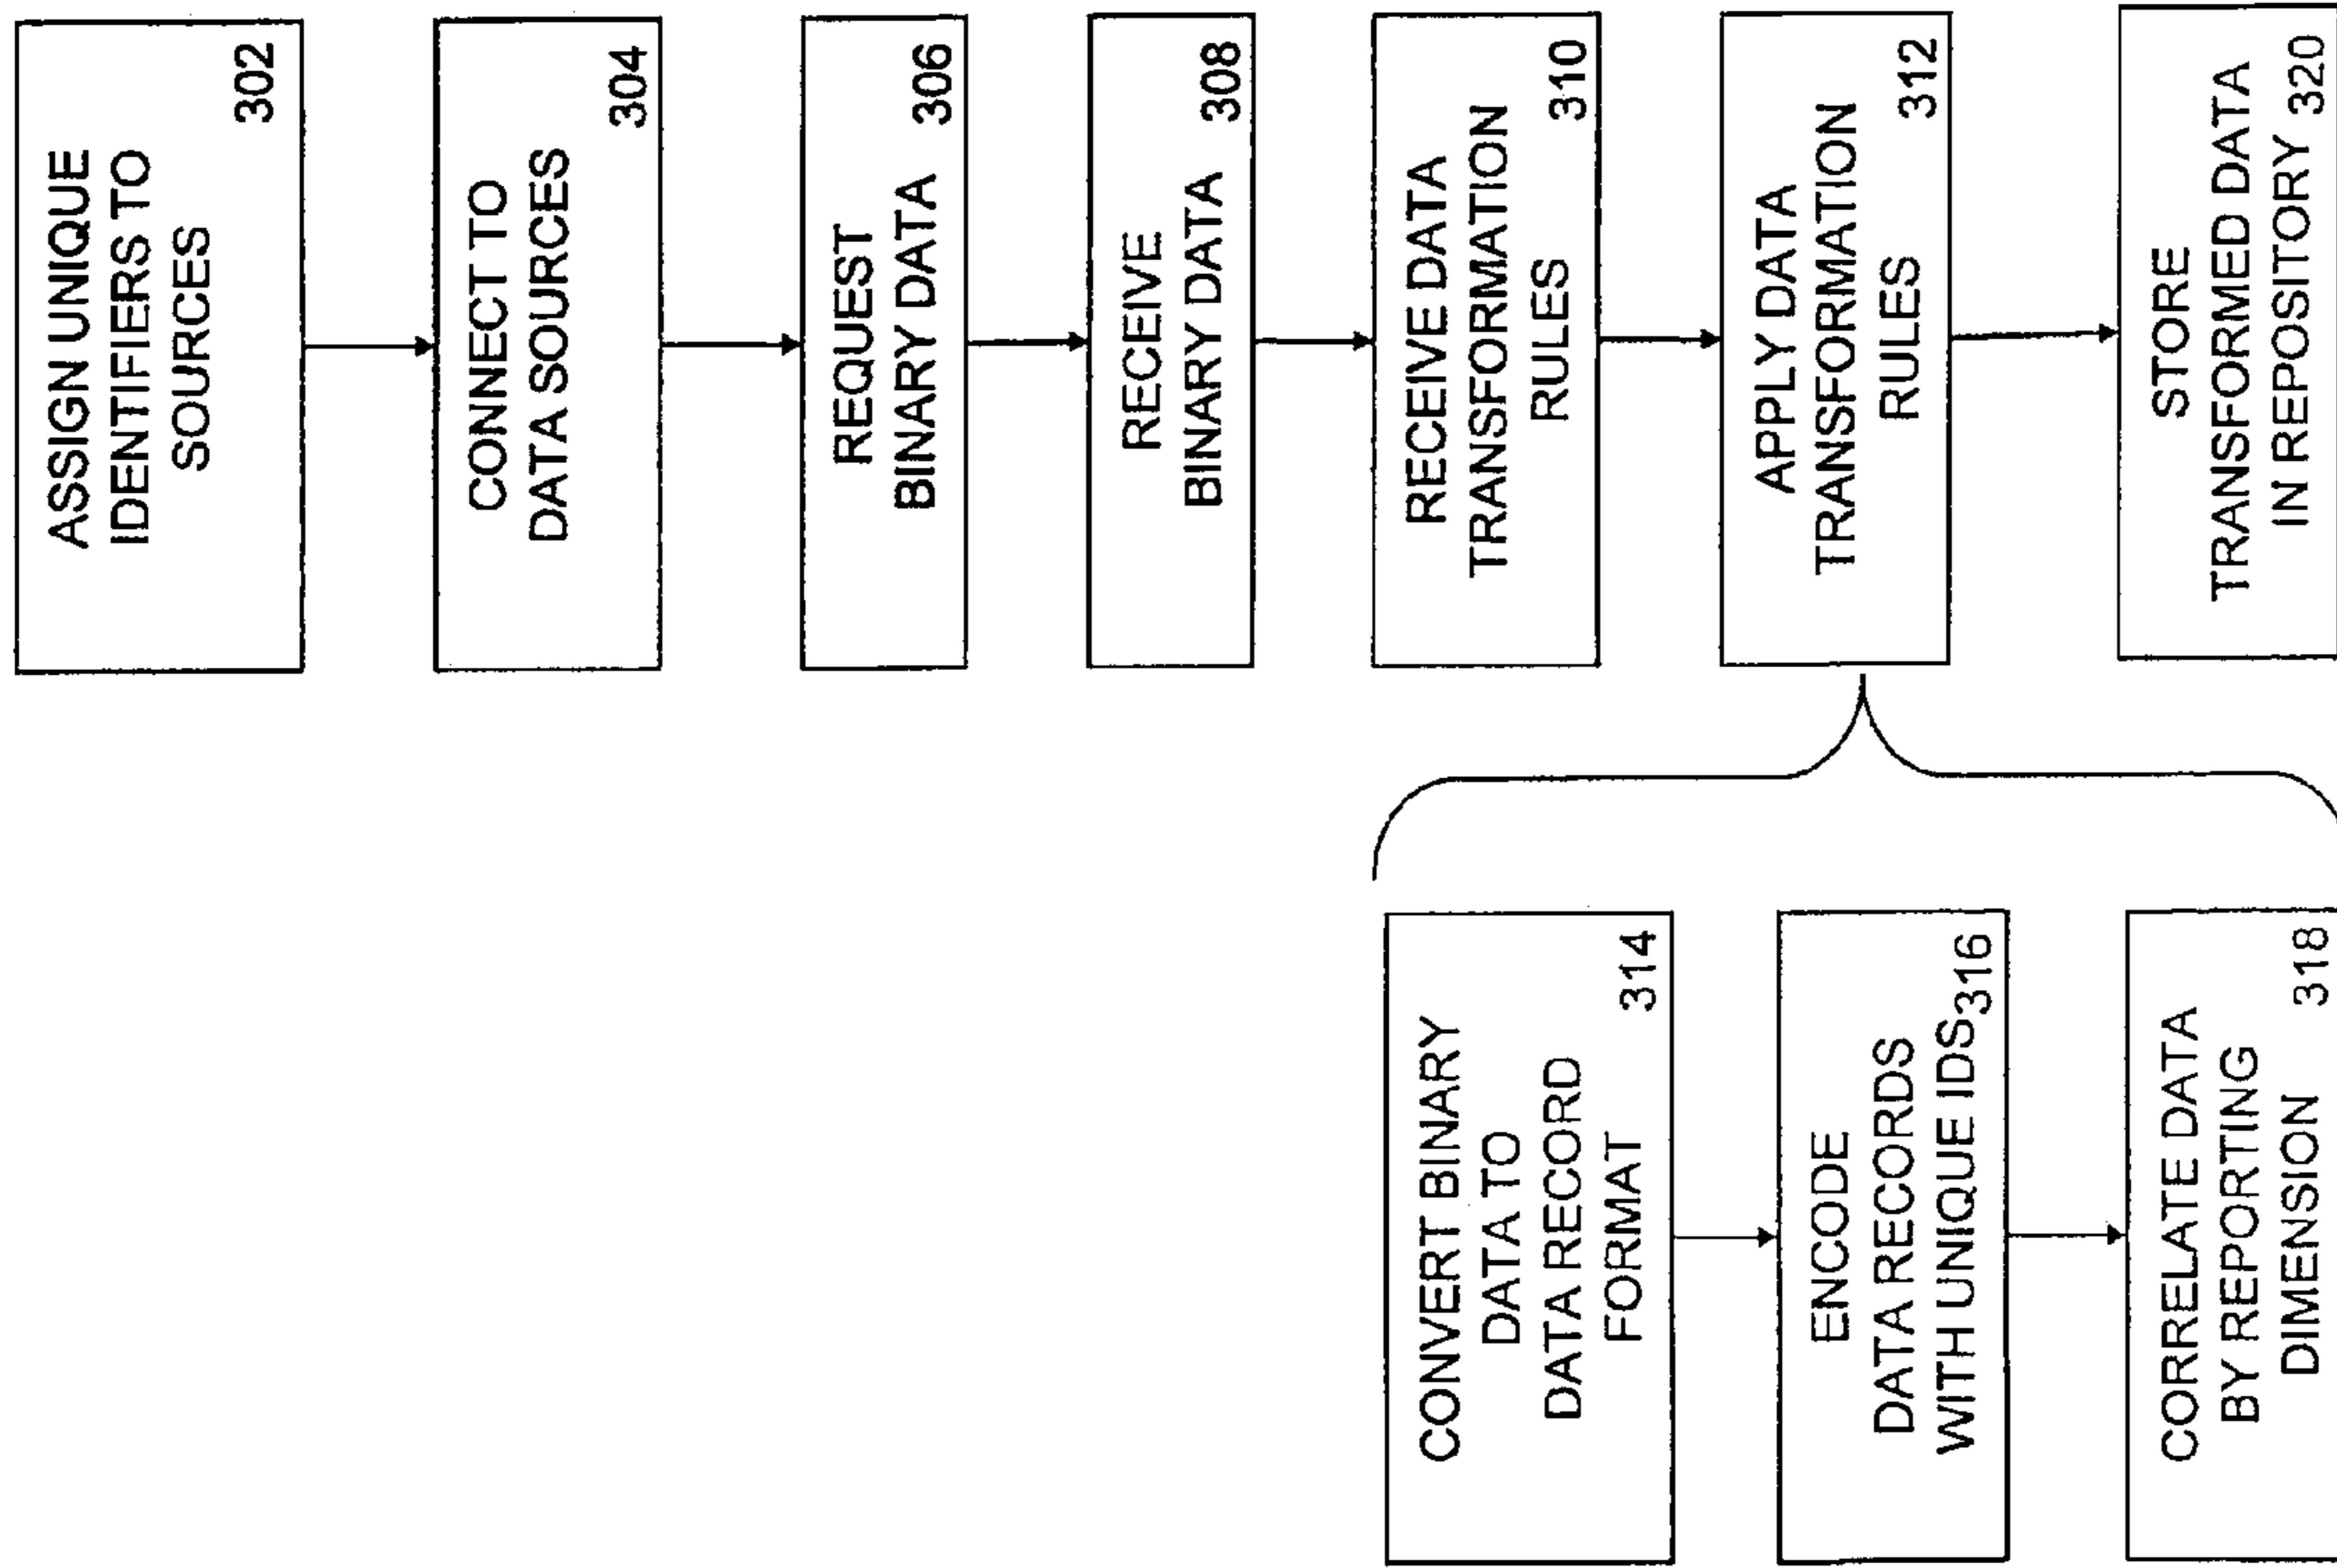 ASSIGN UNIQUE
IDENTIFIERS TO
SOURCES
302
CONNECT TO
DATA SOURCES
304
REQUEST
BINARY DATA
306
RECEIVE
BINARY DATA
308
RECEIVE DATA
TRANSFORMATION
RULES
310
APPLY DATA
TRANSFORMATION
RULES
312
STORE
TRANSFORMED DATA
IN REPOSITORY 320
CONVERT BINARY
DATA TO
DATA RECORD
FORMAT
314
ENCODE
DATA RECORDS
WITH UNIQUE IDS 316
CORRELATE DATA
BY REPORTING
DIMENSION
318